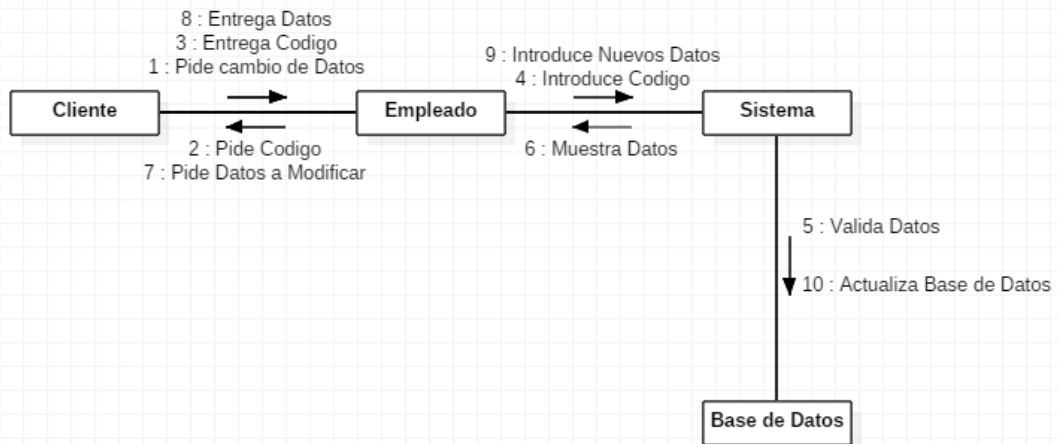 8 : Entrega Datos
3 : Entrega Codigo
1 : Pide cambio de Datos
9 : Introduce Nuevos Datos
4 : Introduce Codigo
Cliente
Empleado
Sistema
2 : Pide Codigo
7 : Pide Datos a Modificar
6 : Muestra Datos
5 : Valida Datos
10 : Actualiza Base de Datos
Base de Datos